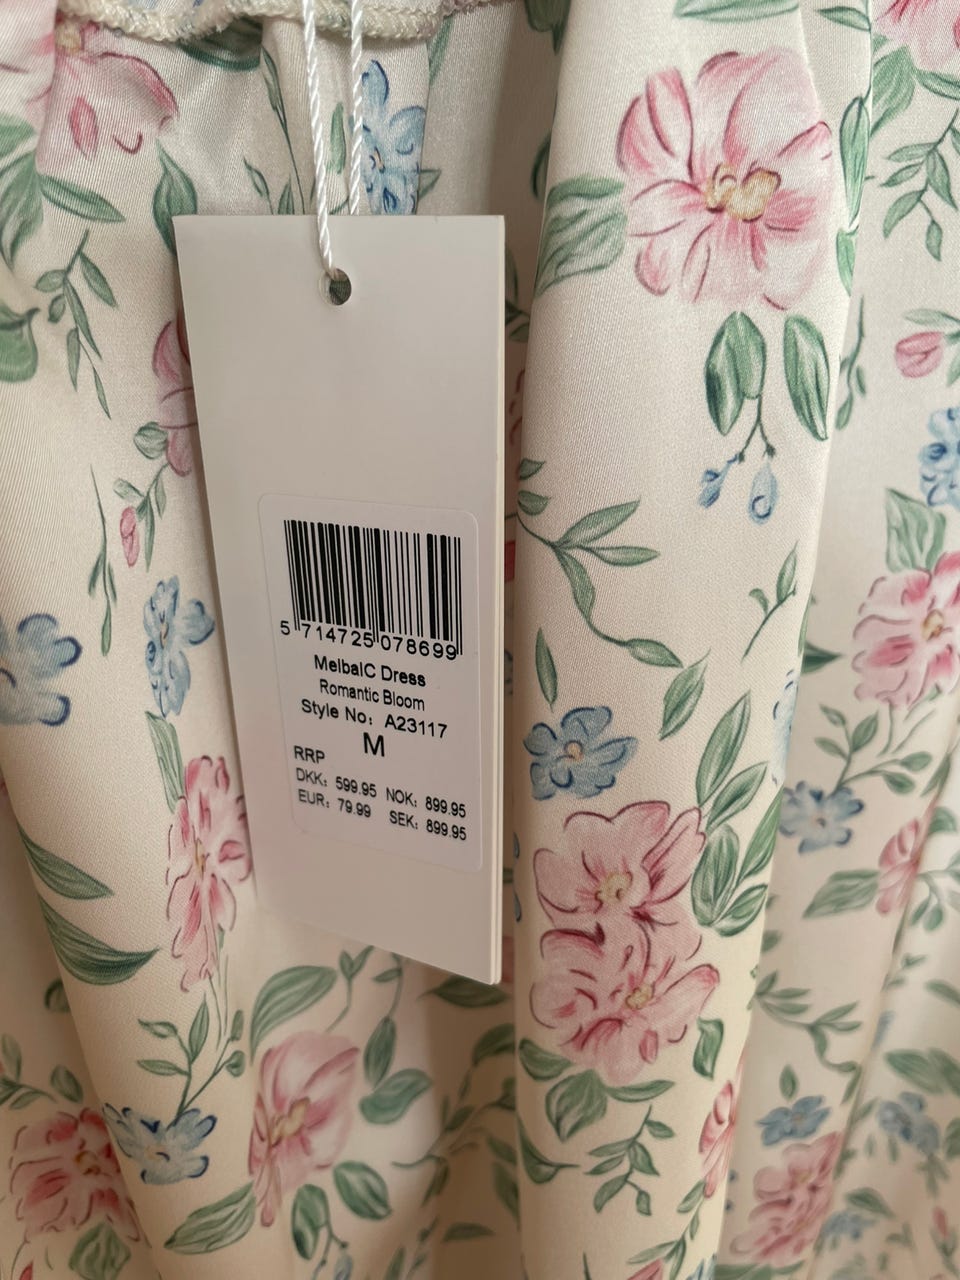 5 714725 078699
MelbaIC Dress
Romantic Bloom
Style No: A23117
M
RRP
DKK: 599.95 NOK: 899.95
EUR: 79.99 SEK: 899.95